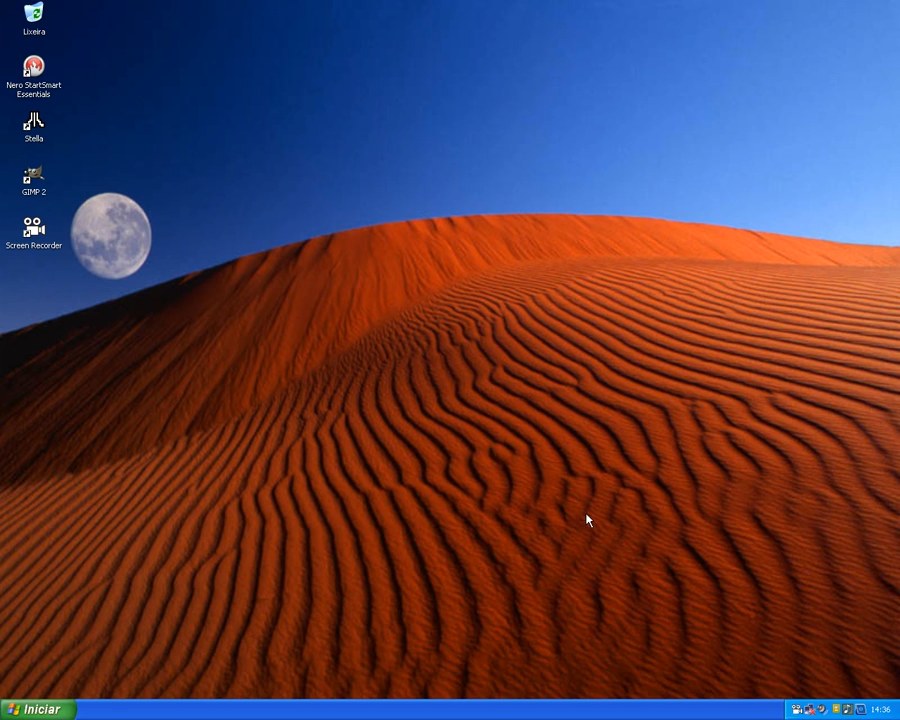 Lixeira
Nero StartSmart
Essentials
Stella
GIMP 2
Screen Recorder
Iniciar
14:36